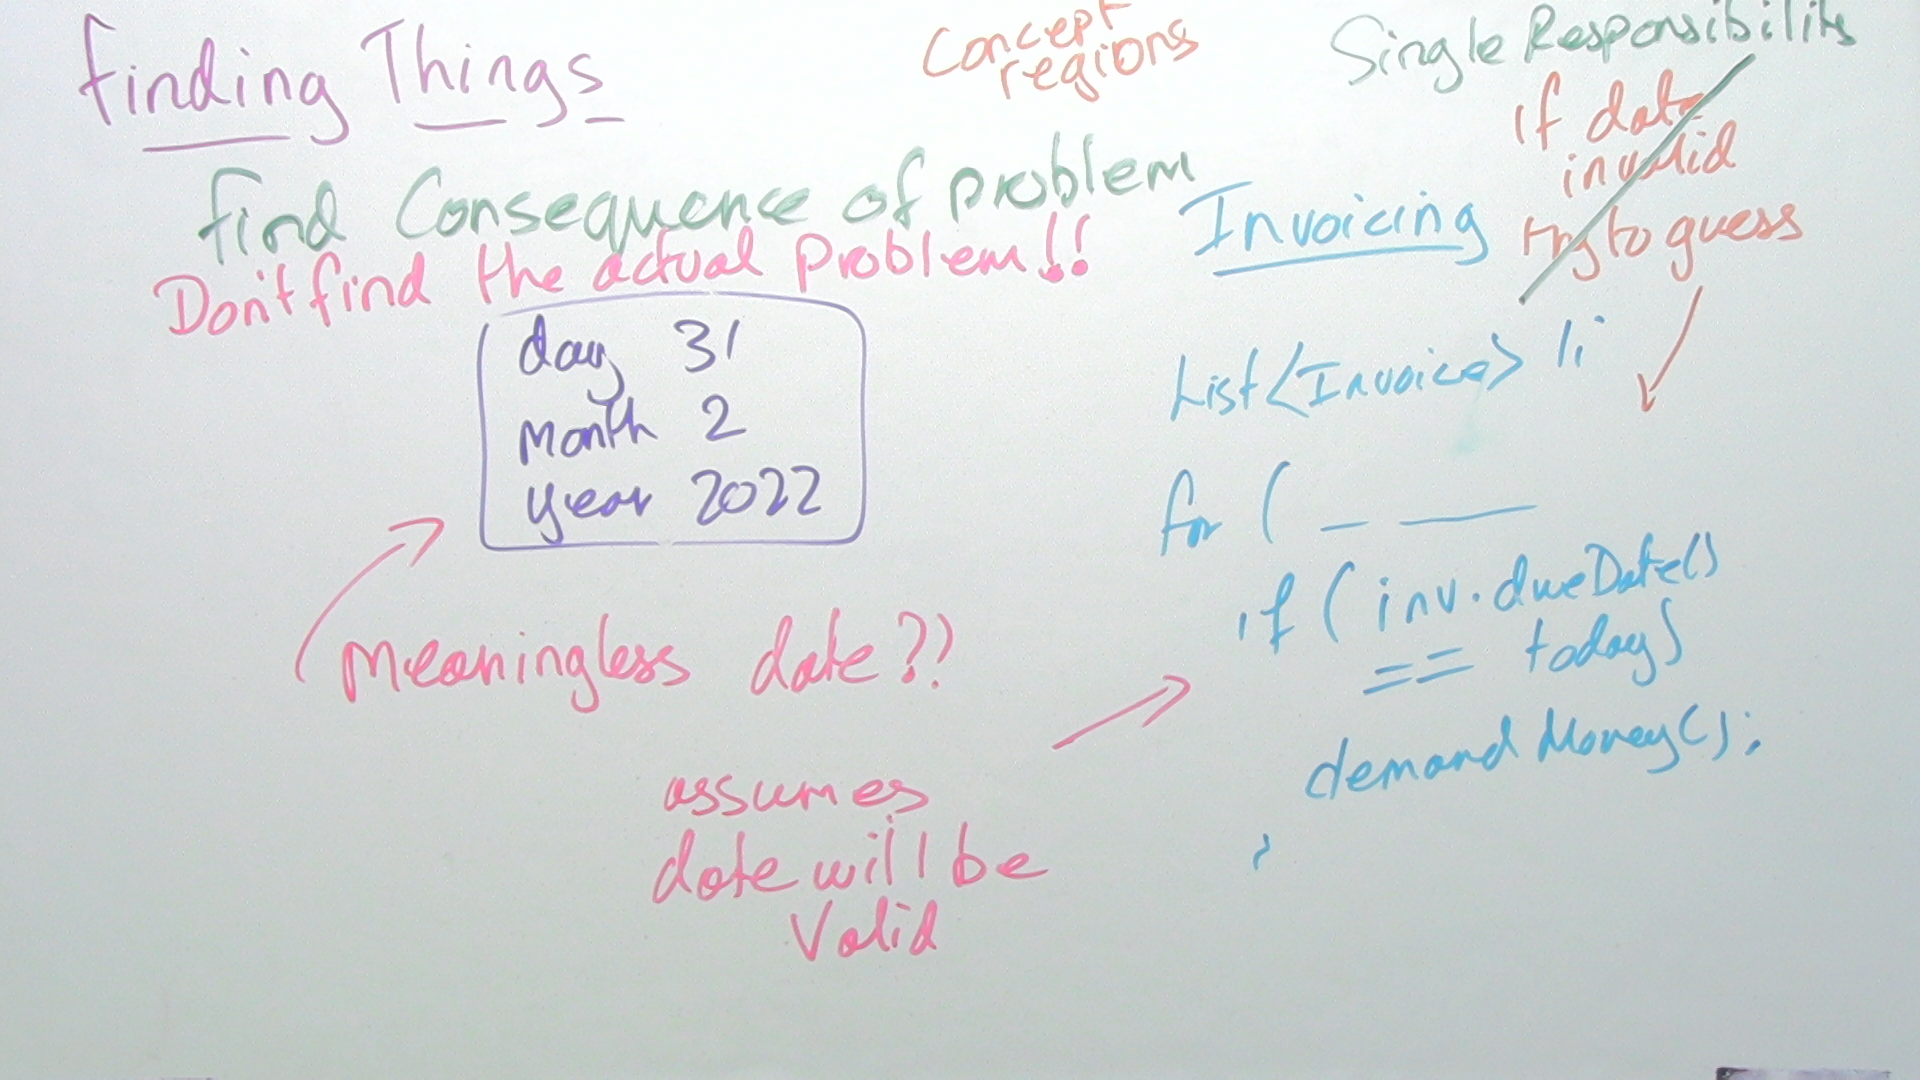 Finding Things
Concept
regions
Single Responsibility
if date
invalid
try to guess
Find Consequence of problem
Don't find the actual problem!!
day 31
month 2
year 2022
meaningless date??
assumes
date will be
valid
Invoicing
List<Invoice> li
for ( _ __
if (inv.dueDate()
== today)
demandMoney();